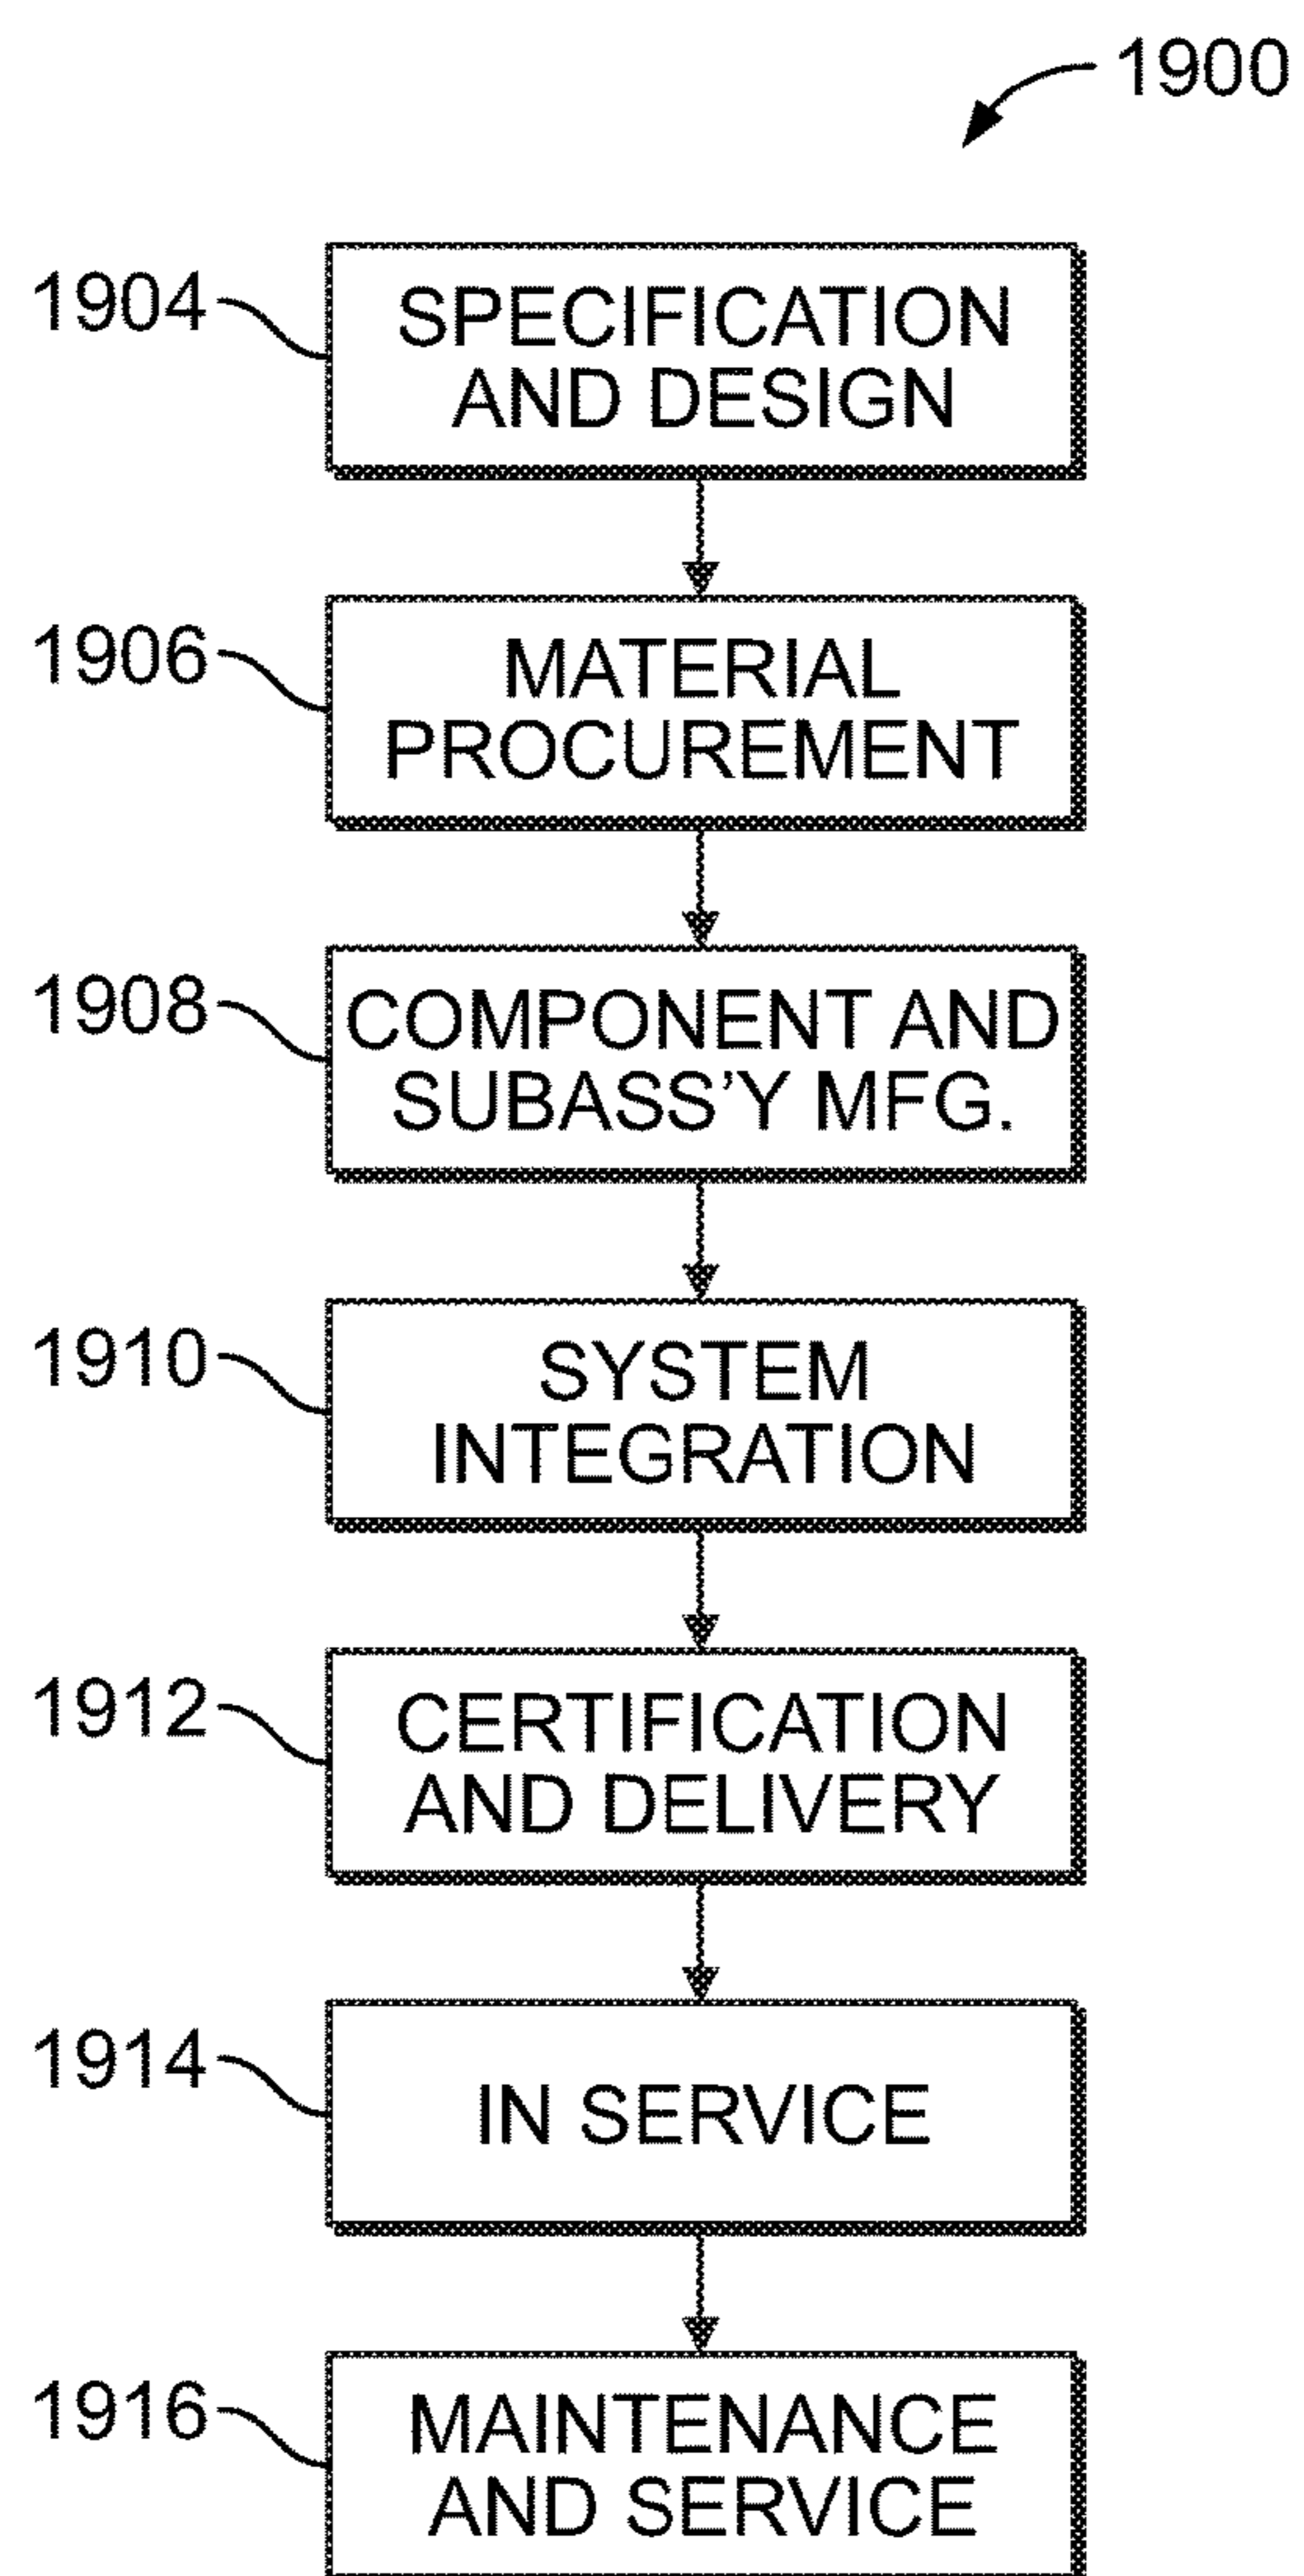 1900
1904
SPECIFICATION
AND DESIGN
1906
MATERIAL
PROCUREMENT
1908
COMPONENT AND
SUBASS’Y MFG.
1910
SYSTEM
INTEGRATION
1912
CERTIFICATION
AND DELIVERY
1914
IN SERVICE
1916
MAINTENANCE
AND SERVICE